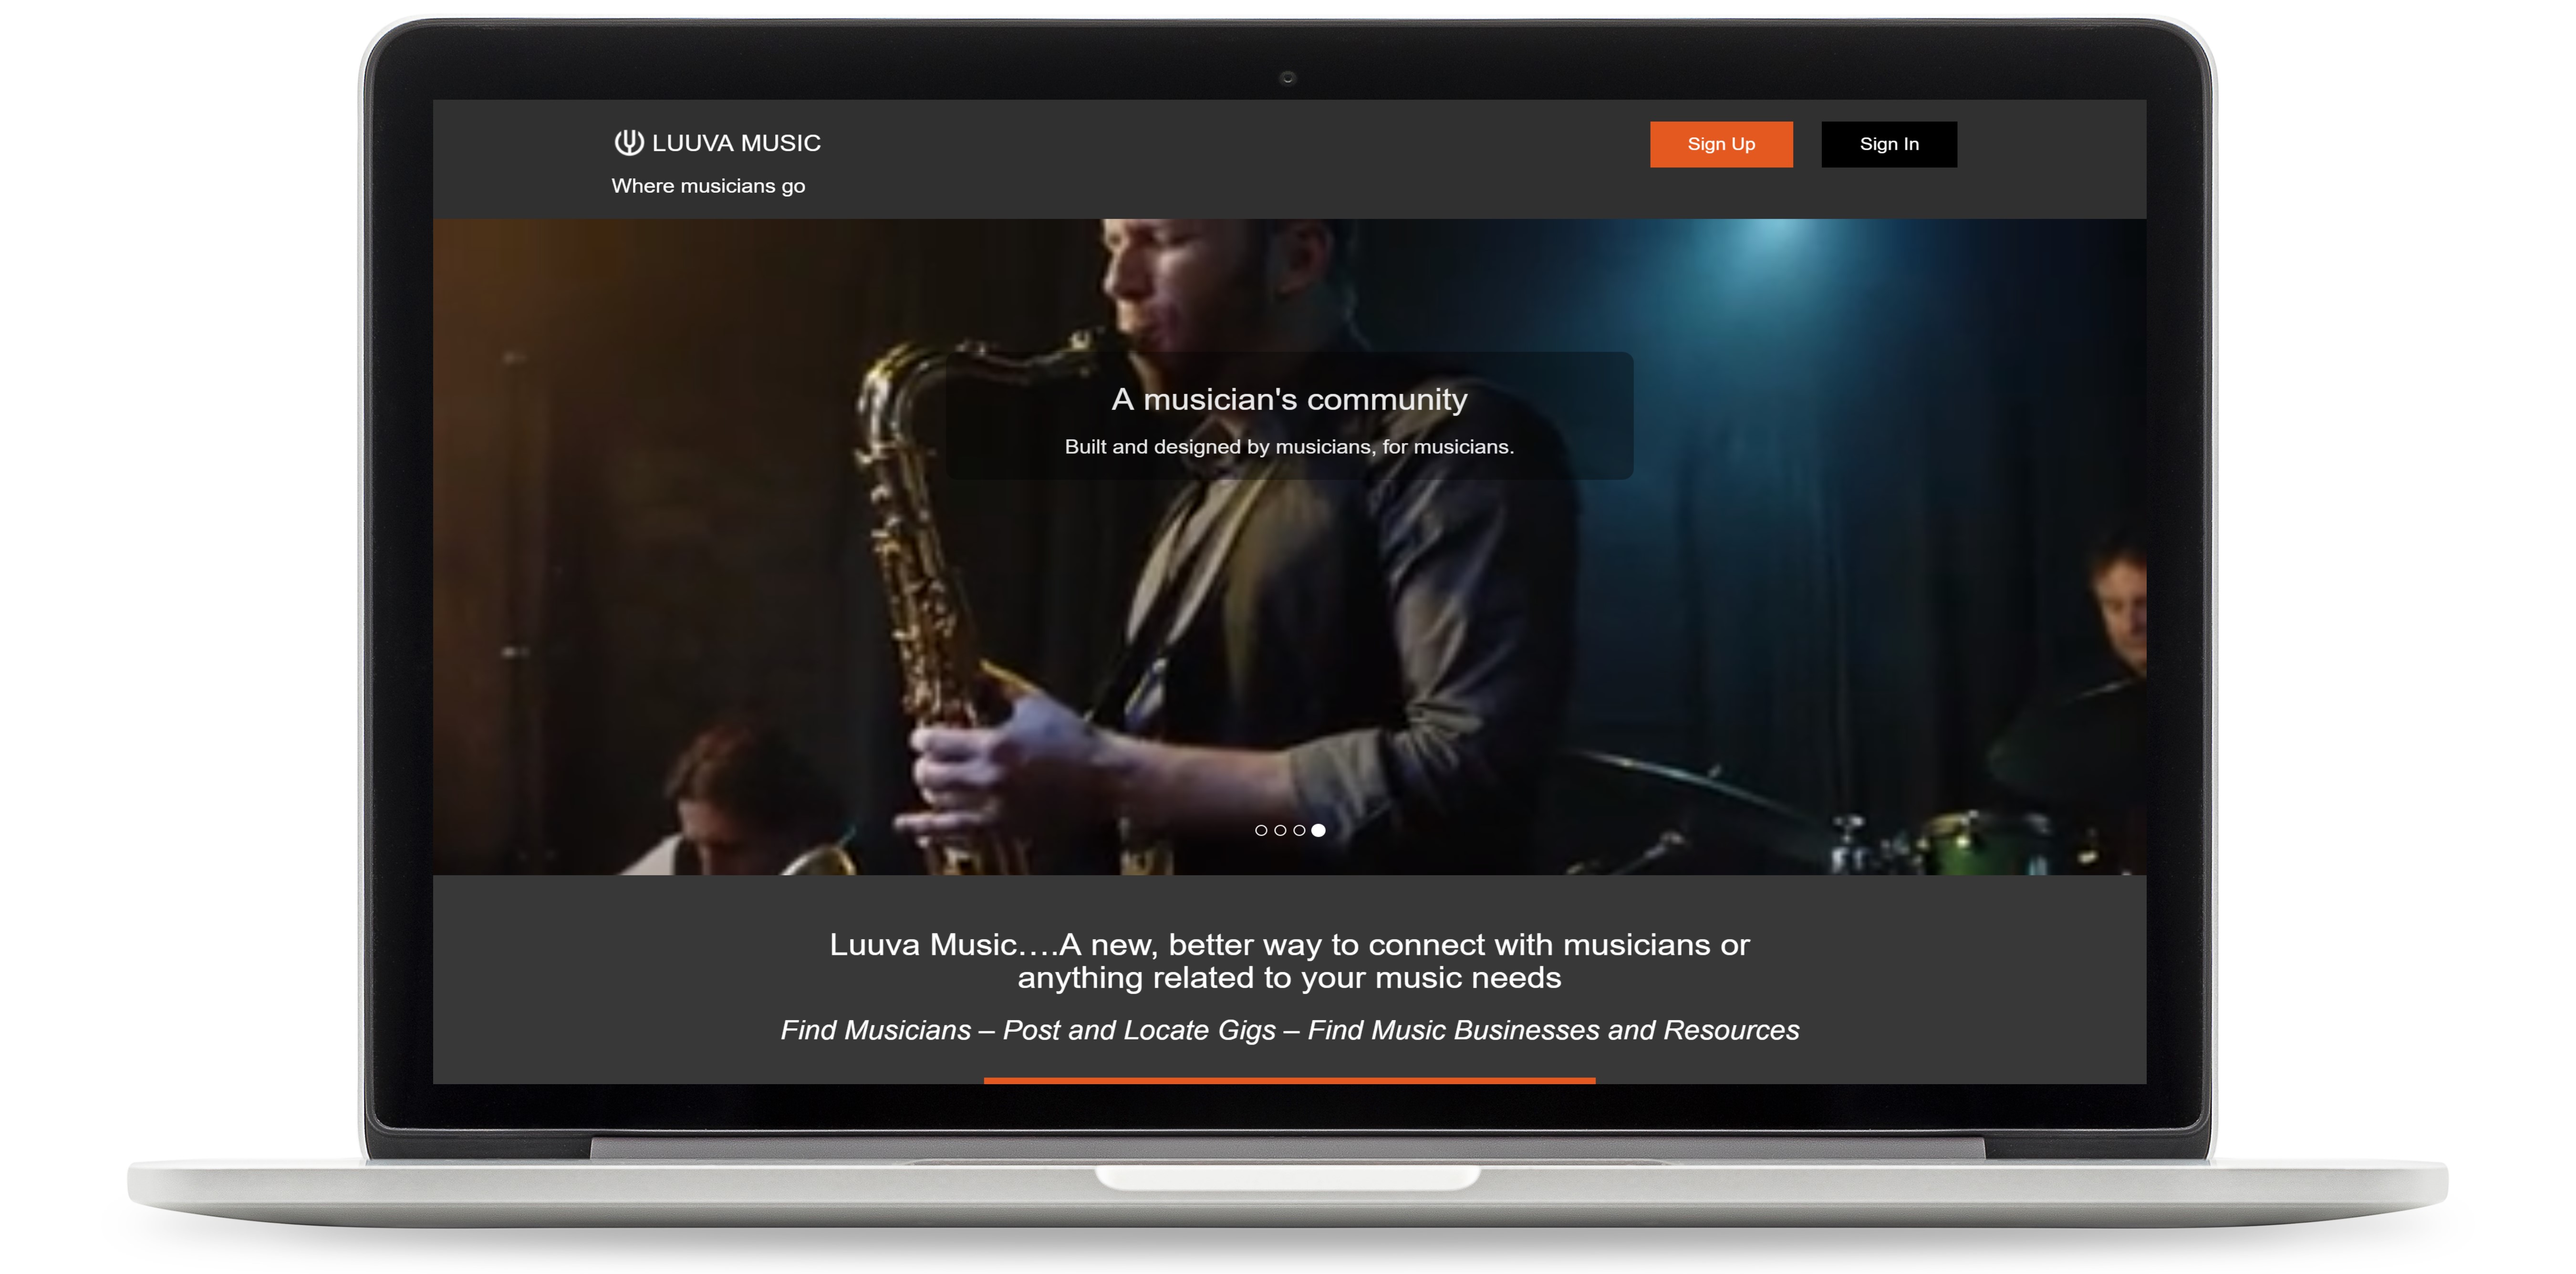 LUUVA MUSIC
Where musicians go
Sign Up
Sign In
A musician's community
Built and designed by musicians, for musicians.
Luuva Music....A new, better way to connect with musicians or
anything related to your music needs
Find Musicians – Post and Locate Gigs – Find Music Businesses and Resources